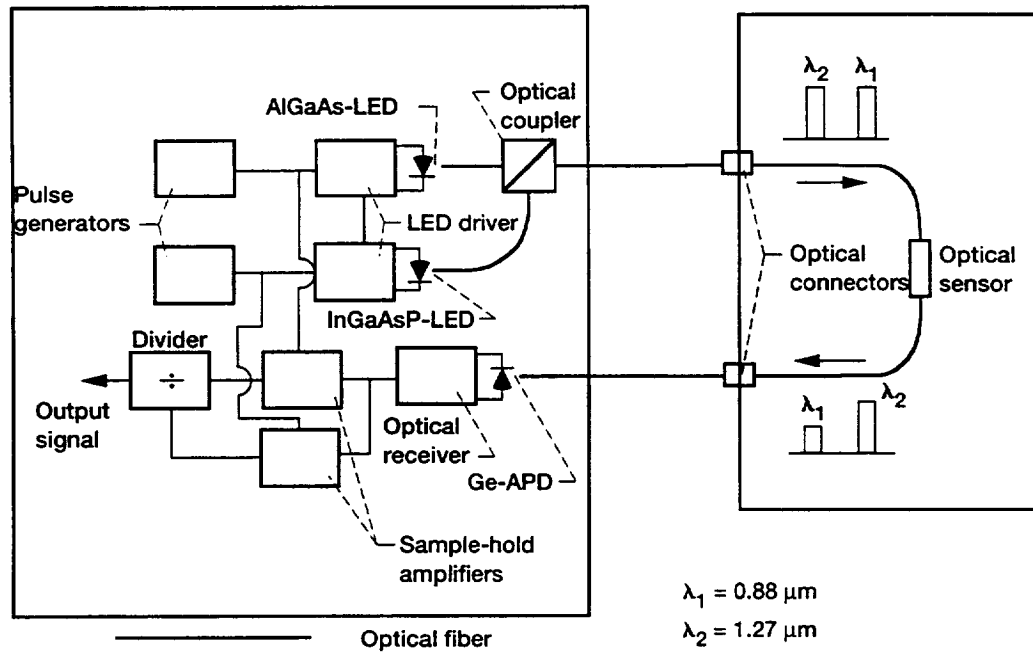 λ2 λ1
AlGaAs-LED
Optical
coupler
Pulse
generators
LED driver
Optical
connectors
Optical
sensor
InGaAsP-LED
Divider
÷
Output
signal
Optical
receiver
Ge-APD
λ1
λ2
Sample-hold
amplifiers
λ1 = 0.88 µm
λ2 = 1.27 µm
Optical fiber